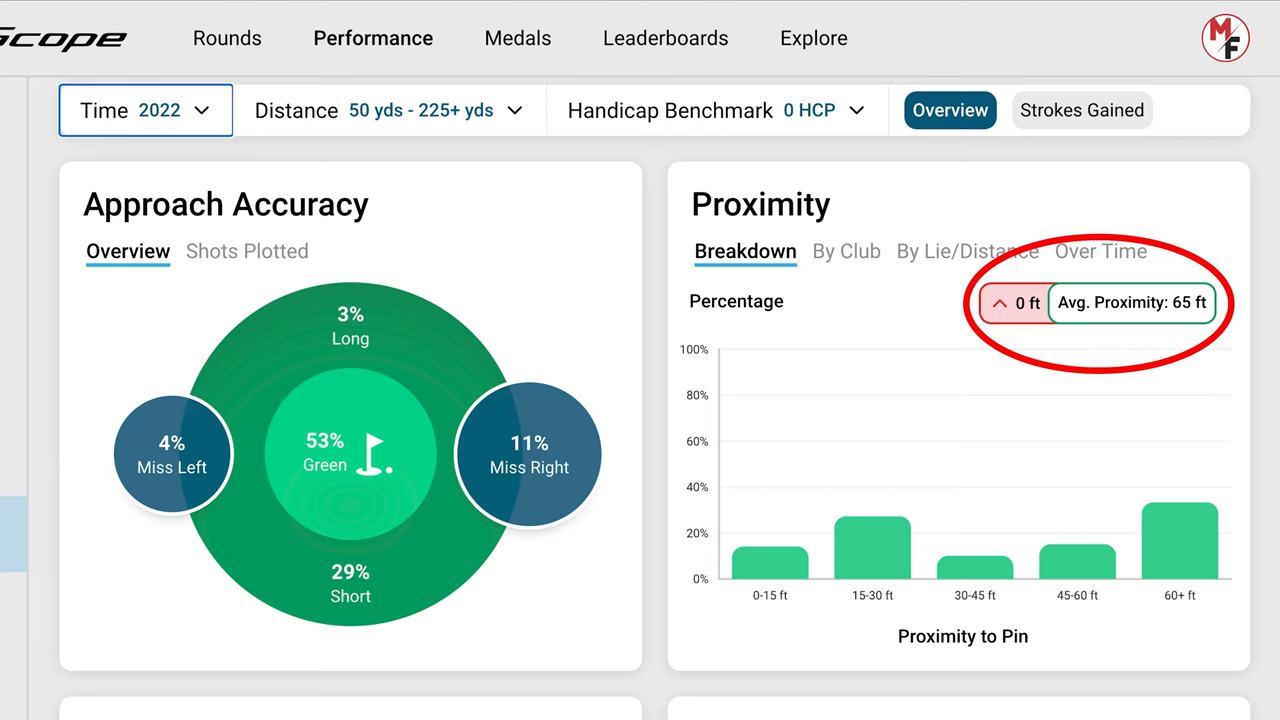 Scope
Rounds
Performance
Medals
Leaderboards
Explore
MF
Time 2022
Distance 50 yds - 225+ yds
Handicap Benchmark 0 HCP
Overview
Strokes Gained
Approach Accuracy
Overview
Shots Plotted
3%
Long
4%
Miss Left
53%
Green
11%
Miss Right
29%
Short
Proximity
Breakdown
By Club
By Lie/Distance
Over Time
Percentage
0 ft
Avg. Proximity: 65 ft
100%
80%
60%
40%
20%
0%
0-15 ft
15-30 ft
30-45 ft
45-60 ft
60+ ft
Proximity to Pin